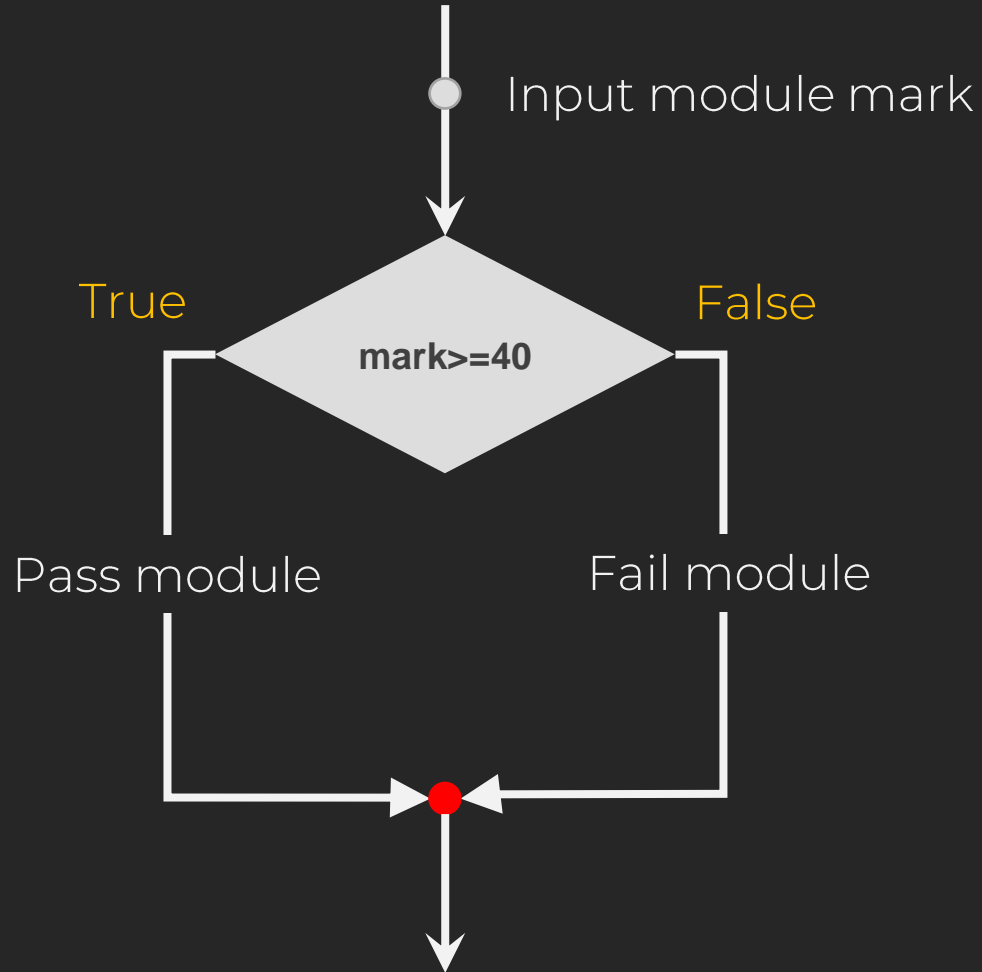 Input module mark
True
False
mark>=40
Pass module
Fail module